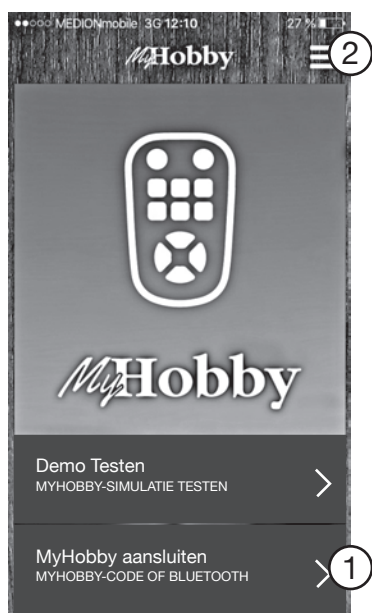 ●●○○○ MEDIONmobile 3G 12:10 27 %
MyHobby
2
MyHobby
Demo Testen
MYHOBBY-SIMULATIE TESTEN
MyHobby aansluiten
MYHOBBY-CODE OF BLUETOOTH
1